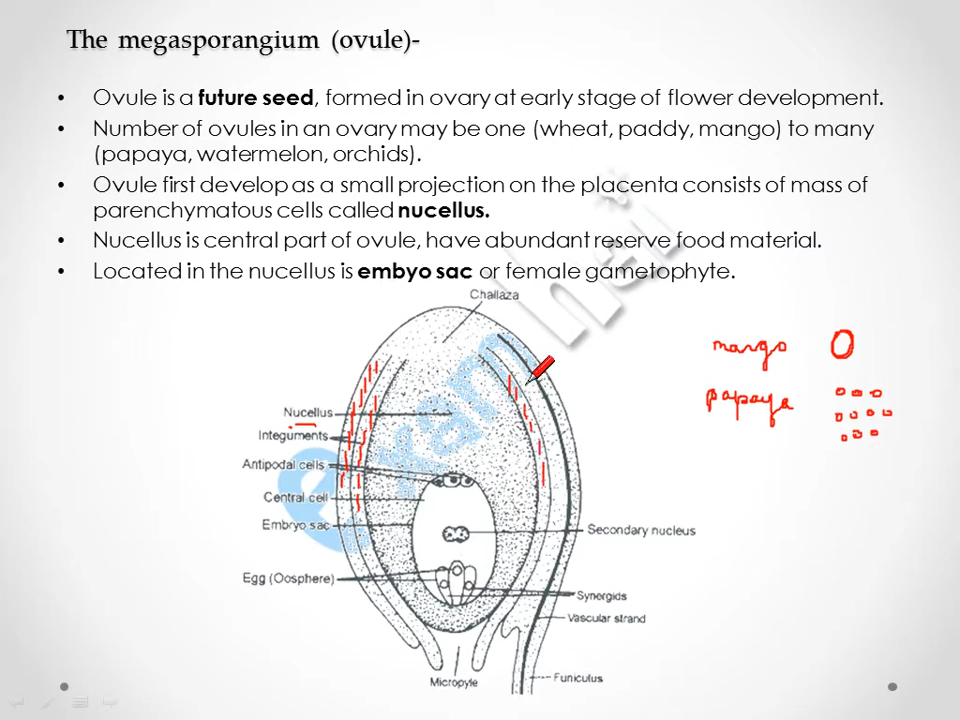 The megasporangium (ovule)-
• Ovule is a future seed, formed in ovary at early stage of flower development.
• Number of ovules in an ovary may be one (wheat, paddy, mango) to many
(papaya, watermelon, orchids).
• Ovule first develop as a small projection on the placenta consists of mass of
parenchymatous cells called nucellus.
• Nucellus is central part of ovule, have abundant reserve food material.
• Located in the nucellus is embyo sac or female gametophyte.
Challaza
mango
papaya
Nucellus
Integuments
Antipodal cells
Central cell
Embryo sac
Secondary nucleus
Egg (Oosphere)
Synergids
Vascular strand
Micropyle
Funiculus
exam hai